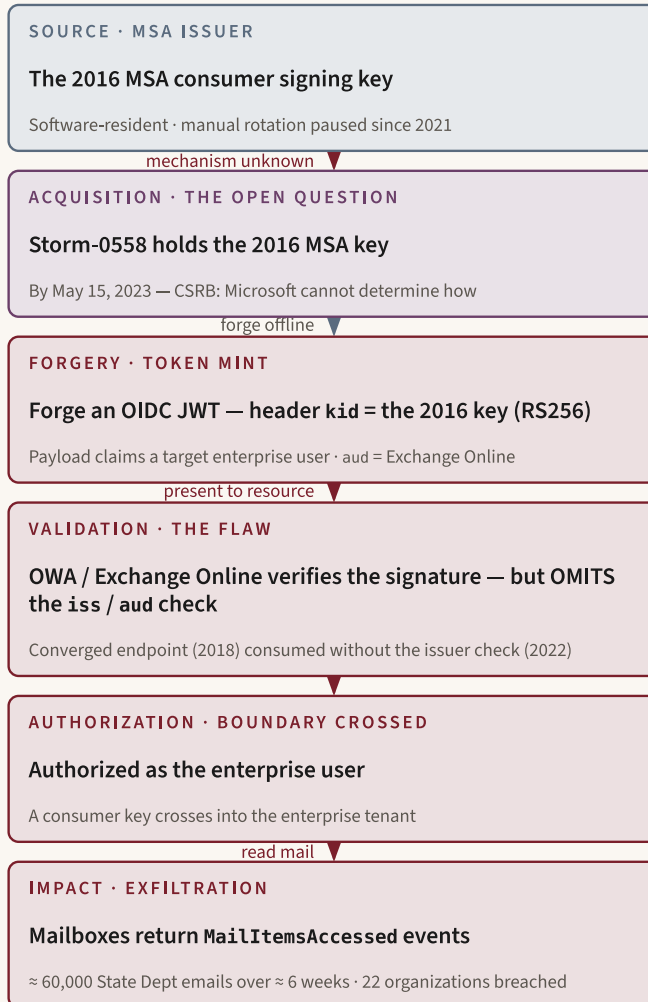 SOURCE · MSA ISSUER
The 2016 MSA consumer signing key
Software-resident · manual rotation paused since 2021
mechanism unknown
ACQUISITION · THE OPEN QUESTION
Storm-0558 holds the 2016 MSA key
By May 15, 2023 — CSRB: Microsoft cannot determine how
forge offline
FORGERY · TOKEN MINT
Forge an OIDC JWT — header kid = the 2016 key (RS256)
Payload claims a target enterprise user · aud = Exchange Online
present to resource
VALIDATION · THE FLAW
OWA / Exchange Online verifies the signature — but OMITS
the iss / aud check
Converged endpoint (2018) consumed without the issuer check (2022)
AUTHORIZATION · BOUNDARY CROSSED
Authorized as the enterprise user
A consumer key crosses into the enterprise tenant
read mail
IMPACT · EXFILTRATION
Mailboxes return MailItemsAccessed events
≈ 60,000 State Dept emails over ≈ 6 weeks · 22 organizations breached